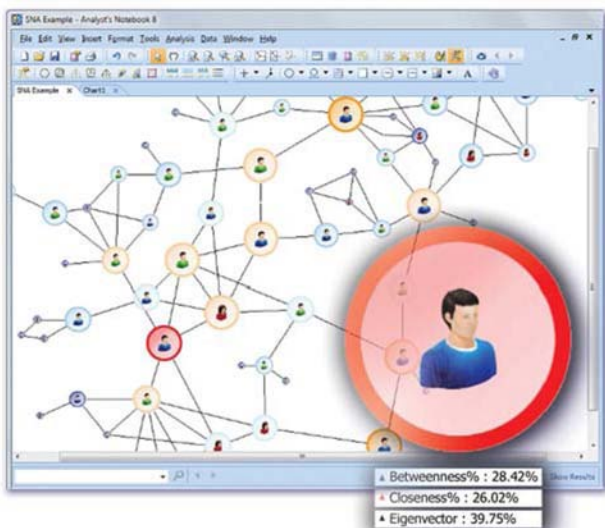 SNA Example - Analyst's Notebook 8
File Edit View Insert Format Tools Analysis Data Window Help
SNA Example x Chart1 x
Show Results
Betweenness% : 28.42%
Closeness% : 26.02%
Eigenvector : 39.75%